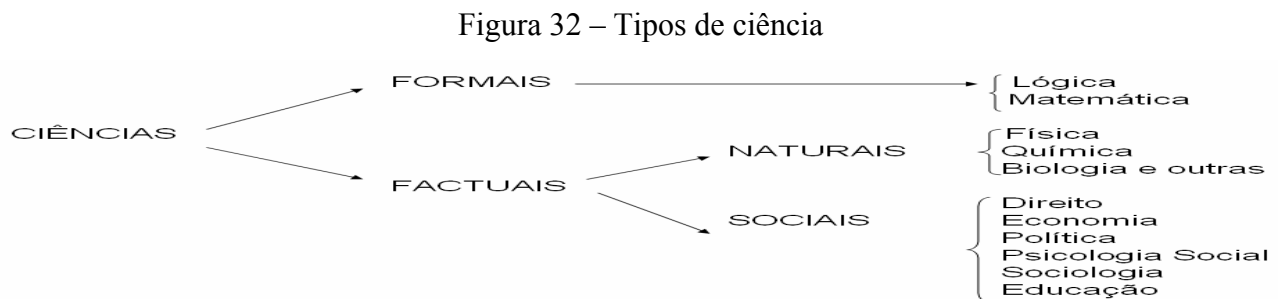 Figura 32 – Tipos de ciência
CIÊNCIAS
FORMAIS
Lógica
Matemática
FACTUAIS
NATURAIS
Física
Química
Biologia e outras
SOCIAIS
Direito
Economia
Política
Psicologia Social
Sociologia
Educação